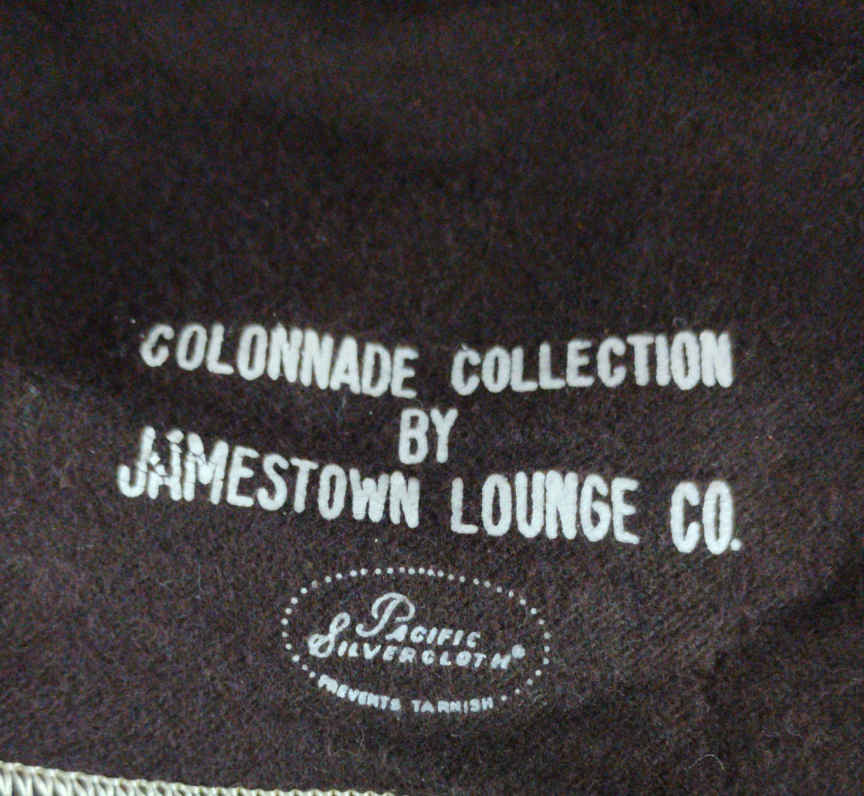 COLONNADE COLLECTION
BY
JAMESTOWN LOUNGE CO.
PACIFIC
SILVERCLOTH®
PREVENTS TARNISH